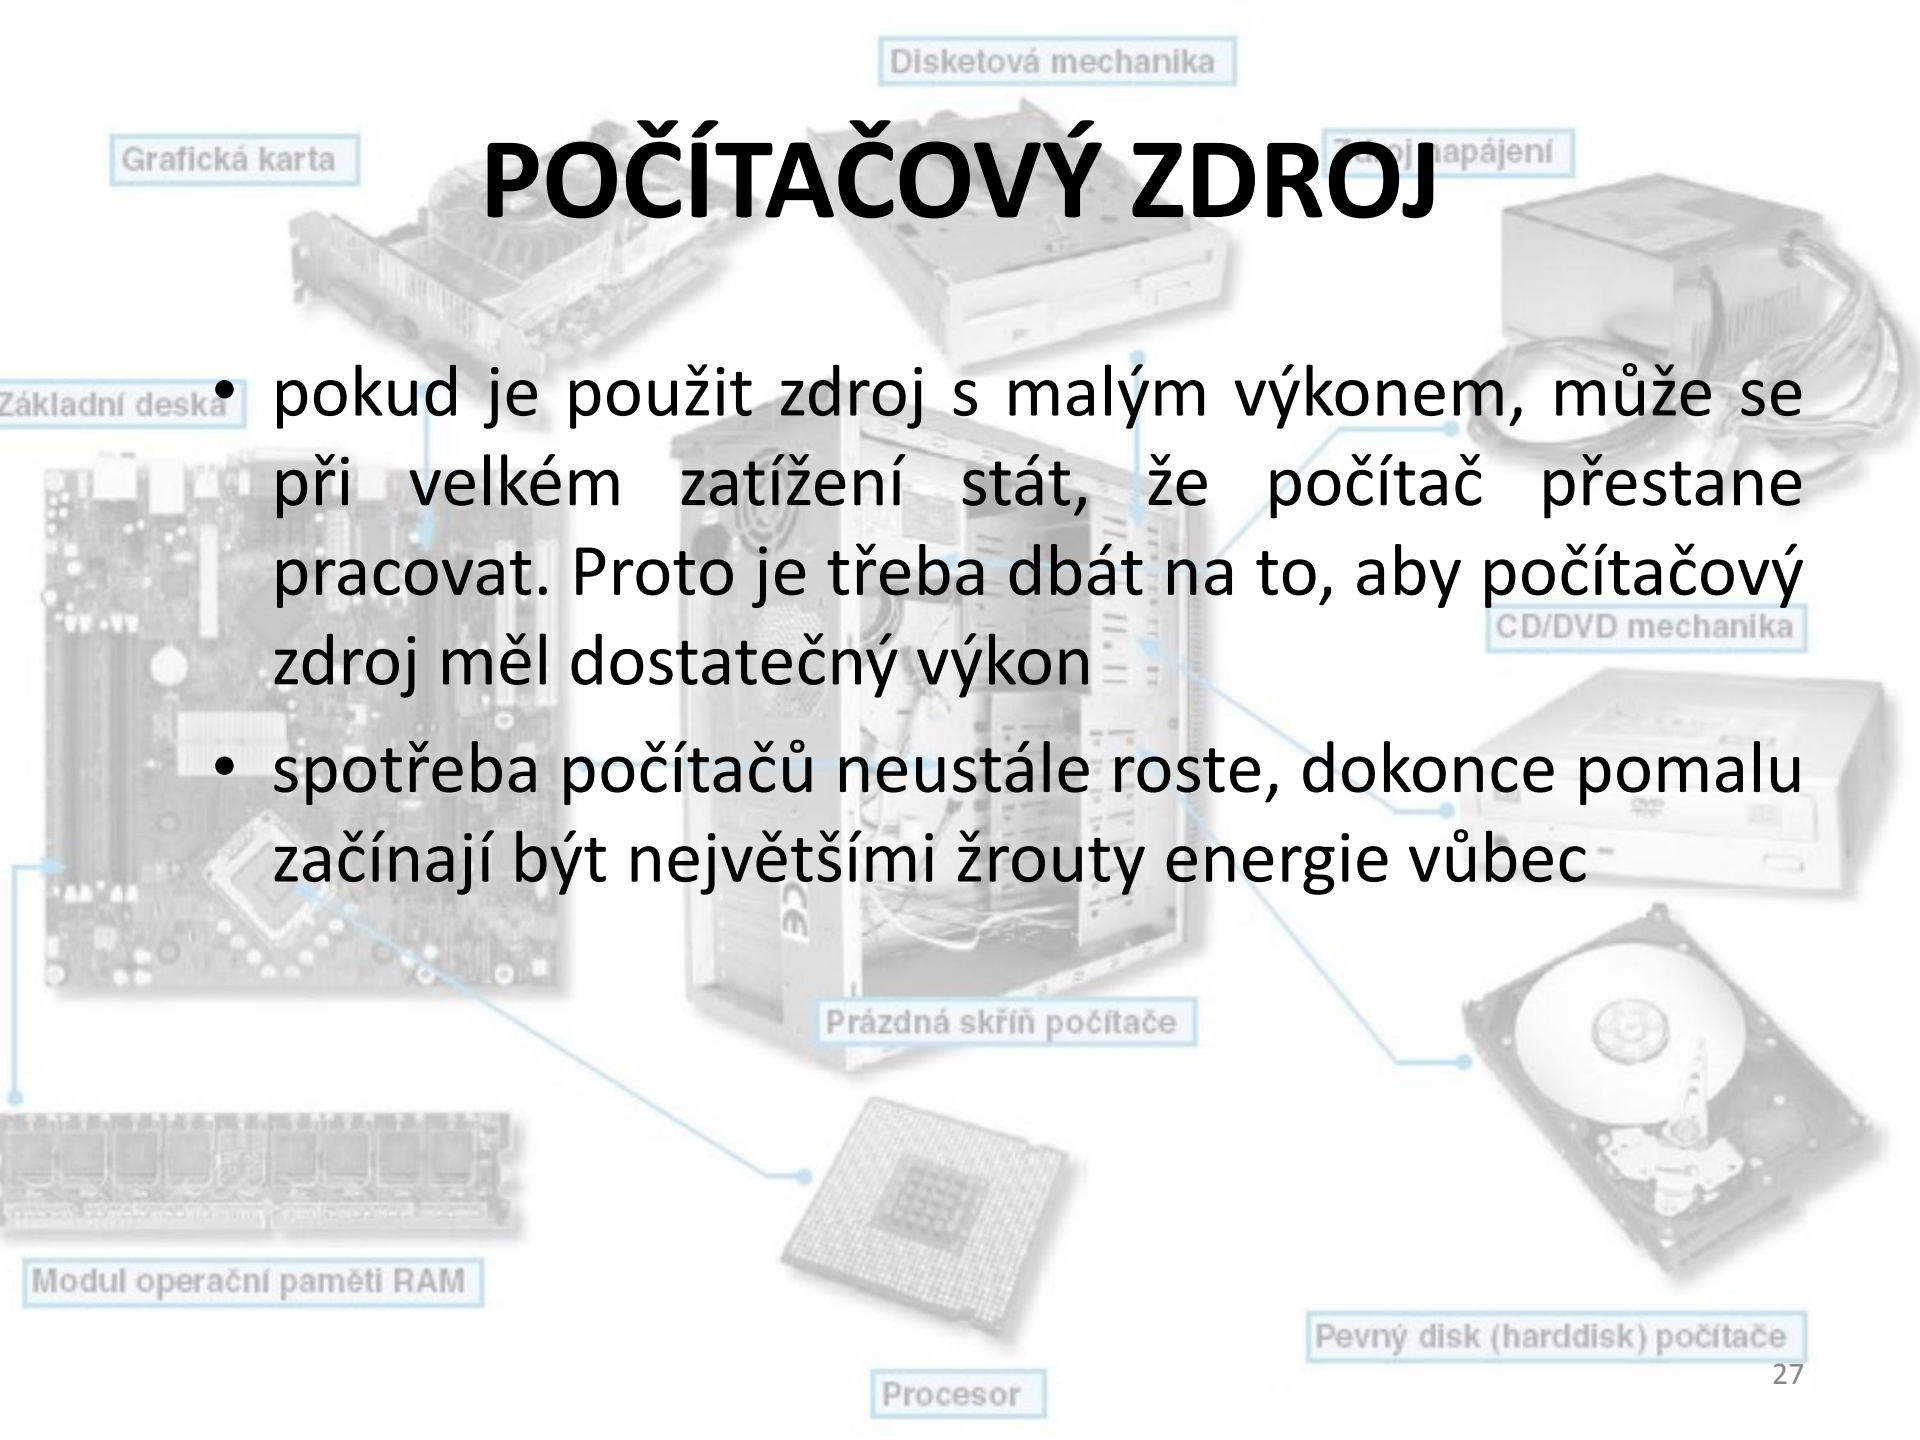 Disketová mechanika
Grafická karta
POČÍTAČOVÝ ZDROJ
Zdroj napájení
Základní deska
• pokud je použit zdroj s malým výkonem, může se
při velkém zatížení stát, že počítač přestane
pracovat. Proto je třeba dbát na to, aby počítačový
zdroj měl dostatečný výkon
CD/DVD mechanika
• spotřeba počítačů neustále roste, dokonce pomalu
začínají být největšími žrouty energie vůbec
Prázdná skříň počítače
Modul operační paměti RAM
Pevný disk (harddisk) počítače
27
Procesor